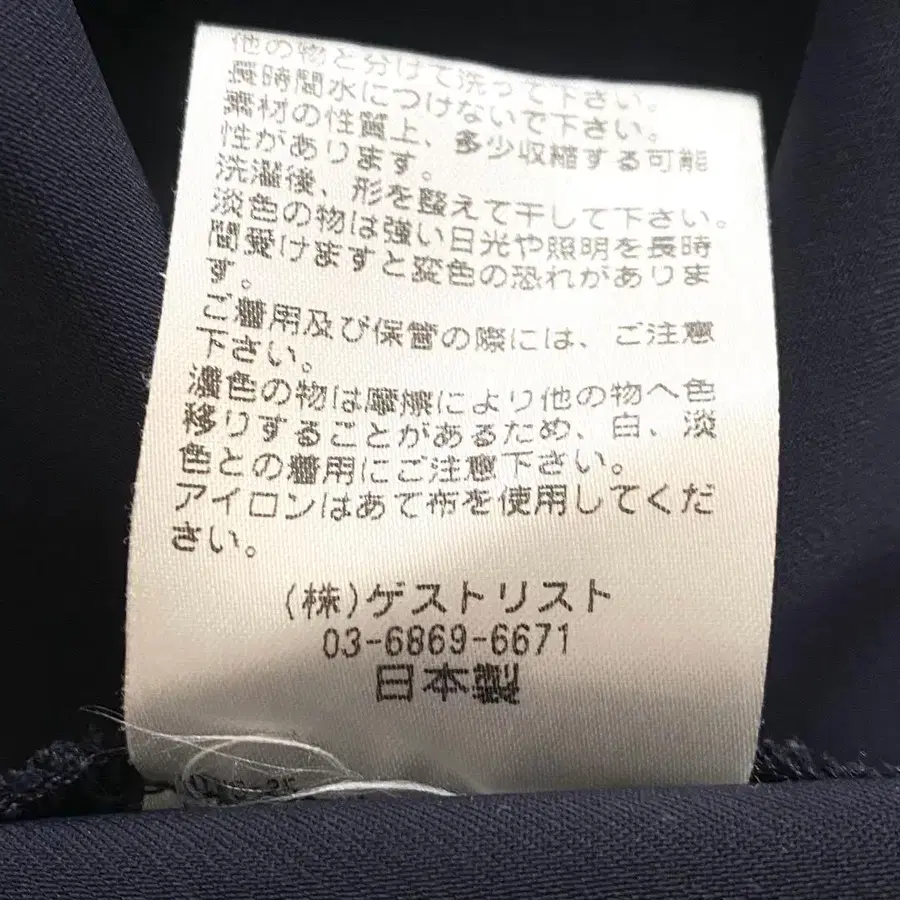 他の物と分けて洗って下さい。
長時間水につけないで下さい。
素材の性質上、多少収縮する可能
性があります。
洗濯後、形を整えて干して下さい。
淡色の物は強い日光や照明を長時
間受けますと変色の恐れがありま
す。
ご着用及び保管の際には、ご注意
下さい。
濃色の物は摩擦により他の物へ色
移りすることがあるため、白、淡
色との着用にご注意下さい。
アイロンはあて布を使用してくだ
さい。
(株)ゲストリスト
03-6869-6671
日本製